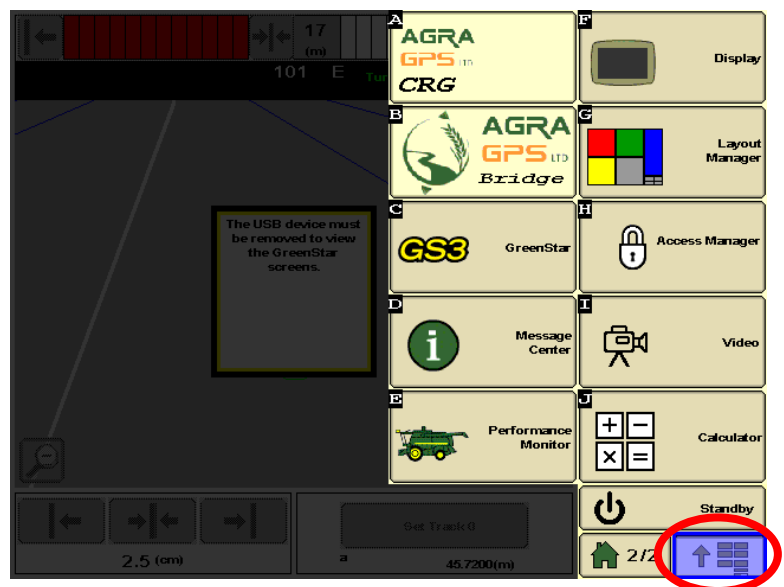 17
(m)
101 E Tur
The USB device must
be removed to view
the GreenStar
screens.
2.5 (cm)
Set Track 0
a 45.7200(m)
A
AGRA
GPS LTD
CRG
B
AGRA
GPS LTD
Bridge
C
GS3 GreenStar
D
i Message
Center
E
Performance
Monitor
F
Display
G
Layout
Manager
H
Access Manager
I
Video
J
+ − × = Calculator
Standby
2/2